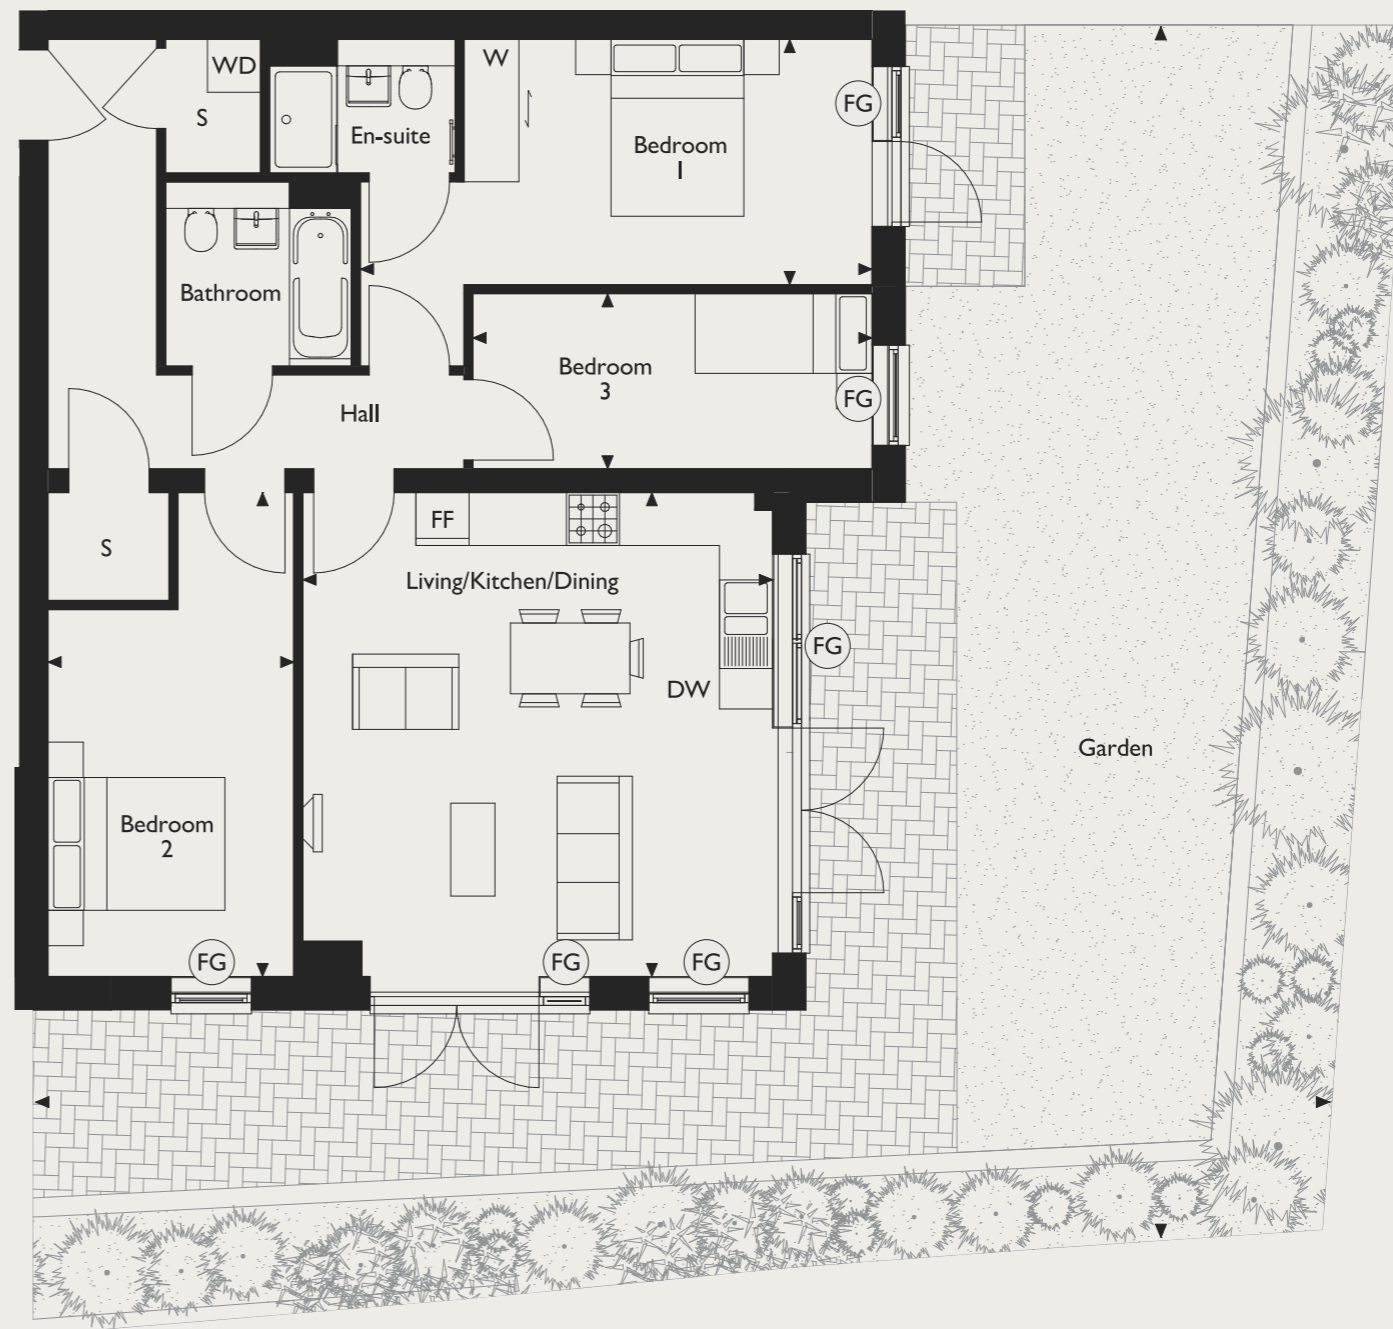 WD
W
S
FG
En-suite
Bedroom
1
Bathroom
Bedroom
3
FG
Hall
FF
S
Living/Kitchen/Dining
FG
DW
Garden
Bedroom
2
FG
FG
FG